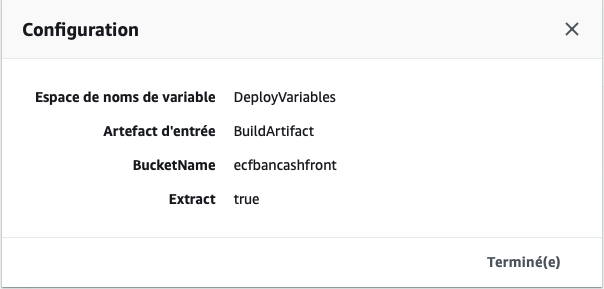 Configuration
Espace de noms de variable DeployVariables
Artefact d'entrée BuildArtifact
BucketName ecfbancashfront
Extract true
Terminé(e)